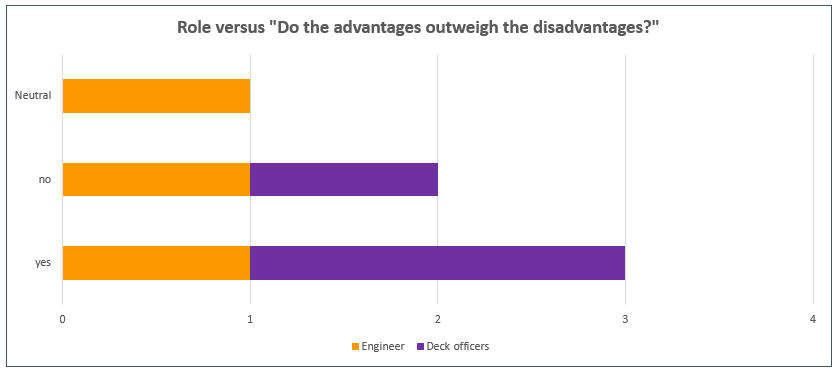 Role versus "Do the advantages outweigh the disadvantages?"
Neutral
no
yes
0 1 2 3 4
Engineer Deck officers